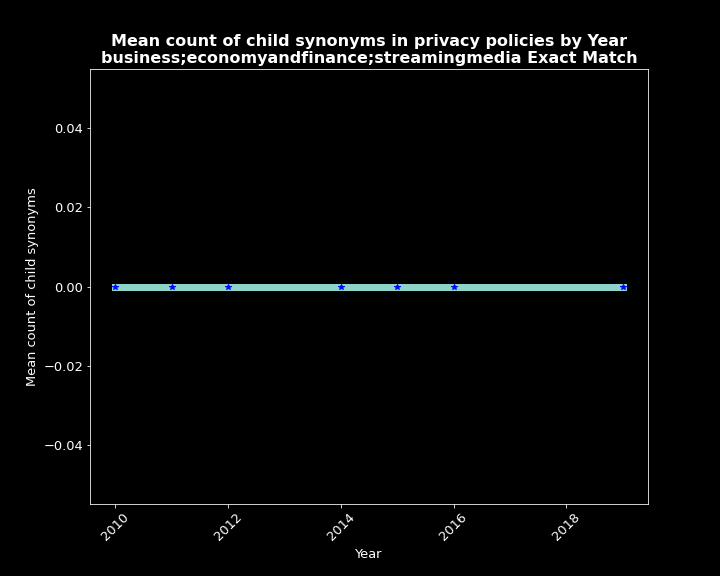 Mean count of child synonyms in privacy policies by Year
business;economyandfinance;streamingmedia Exact Match
Mean count of child synonyms
0.04
0.02
0.00
−0.02
−0.04
2010
2012
2014
2016
2018
Year